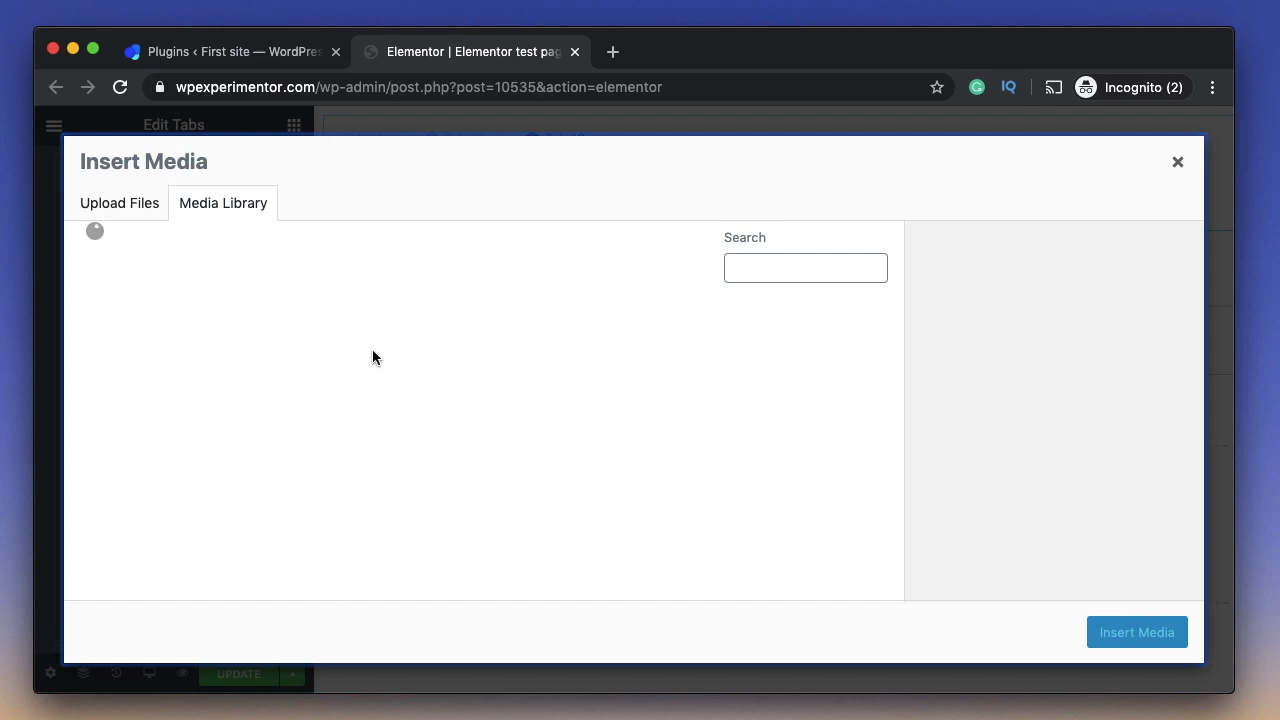 Plugins ‹ First site — WordPres
Elementor | Elementor test pag
wpexperimentor.com/wp-admin/post.php?post=10535&action=elementor
IQ
Incognito (2)
Edit Tabs
Insert Media
Upload Files
Media Library
Search
Insert Media
UPDATE